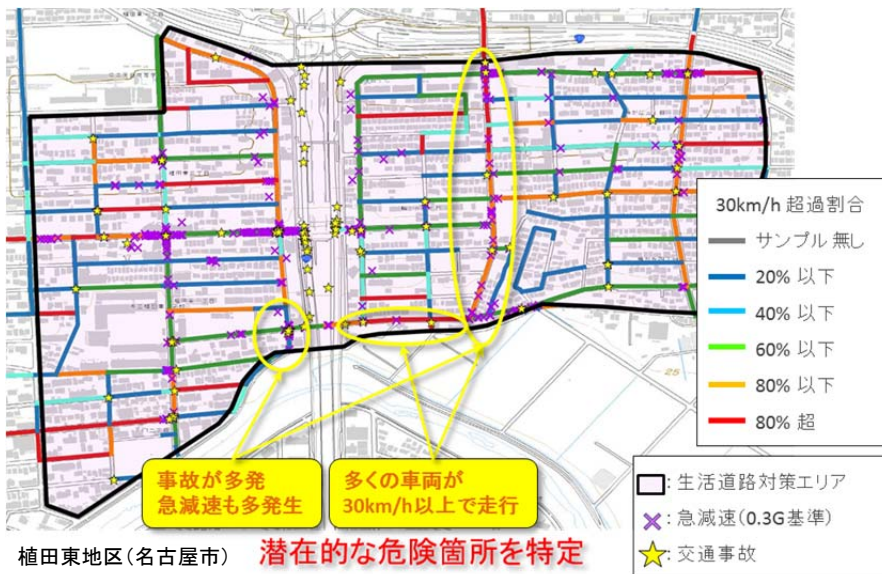 30km/h 超過割合
サンプル 無し
20% 以下
40% 以下
60% 以下
80% 以下
80% 超
事故が多発
急減速も多発生
多くの車両が
30km/h以上で走行
: 生活道路対策エリア
: 急減速(0.3G基準)
: 交通事故
植田東地区(名古屋市)
潜在的な危険箇所を特定
25